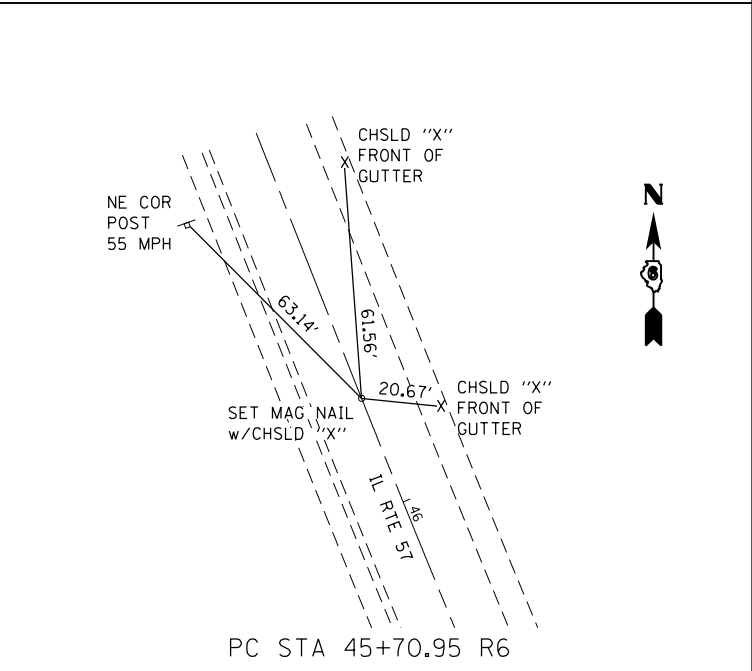 CHSLD "X"
FRONT OF
GUTTER
NE COR
POST
55 MPH
N
6
63.14'
61.56'
20.67'
CHSLD "X"
FRONT OF
GUTTER
SET MAG NAIL
w/CHSLD "X"
IL RTE 57
46
PC STA 45+70.95 R6